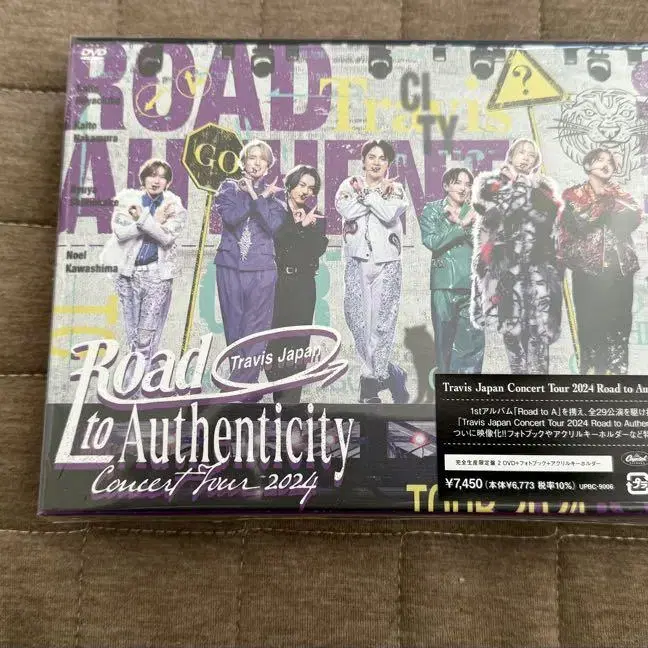 DVD
ROAD
AUTHENT
Travis
CI
TY
GO
?
Kaito
Nakamura
Noel
Kawashima
Road
Travis Japan
to Authenticity
Concert Tour 2024
Travis Japan Concert Tour 2024 Road to Au
1stアルバム「Road to A」を携え、全29公演を駆け
「Travis Japan Concert Tour 2024 Road to Authe
ついに映像化!!フォトブックやアクリルキーホルダーなど
完全生産限定盤 2 DVD+フォトブック+アクリルキーホルダー
Capitol
¥7,450 (本体¥6,773 税率10%) UPBC-9006
TOUR 2024